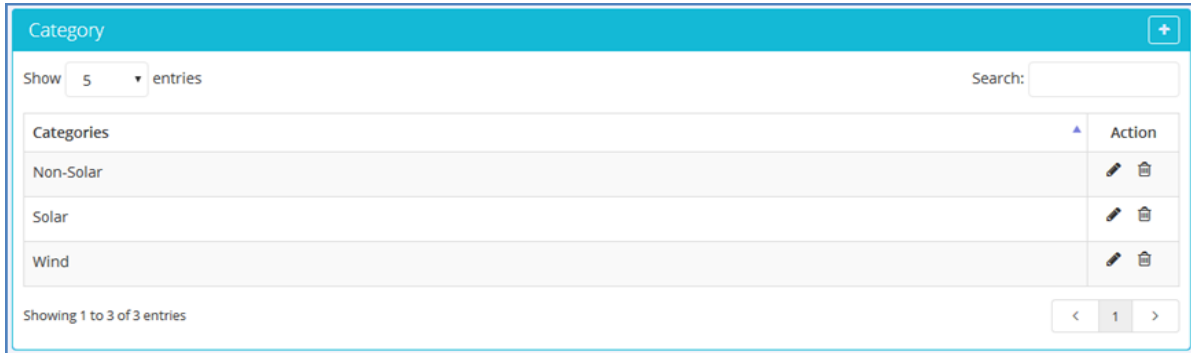 Category
Show 5 entries Search:
Categories Action
Non-Solar
Solar
Wind
Showing 1 to 3 of 3 entries < 1 >